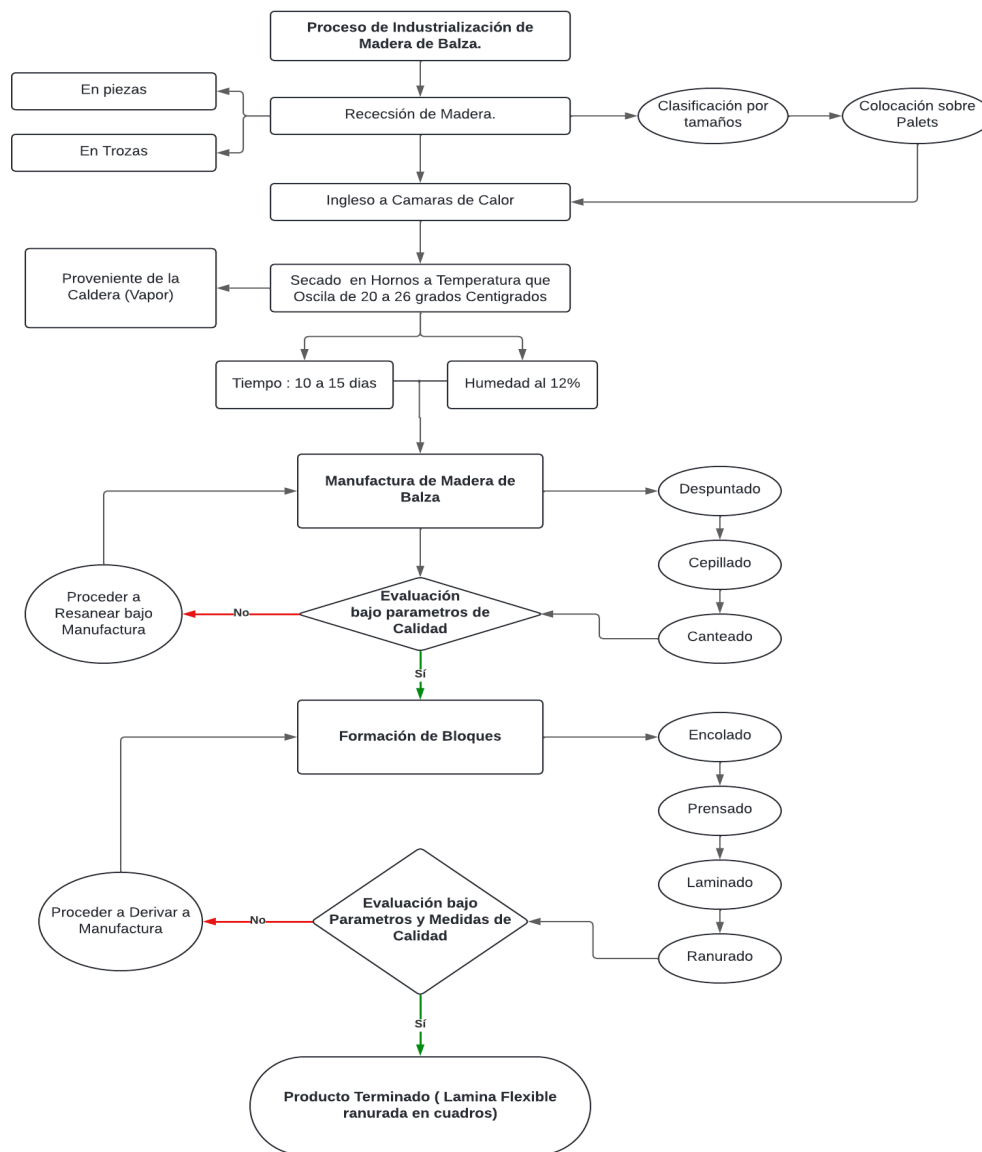 Proceso de Industrialización de
Madera de Balza.
En piezas
Rececsión de Madera.
Clasificación por
tamaños
Colocación sobre
Palets
En Trozas
Ingleso a Camaras de Calor
Proveniente de la
Caldera (Vapor)
Secado en Hornos a Temperatura que
Oscila de 20 a 26 grados Centigrados
Tiempo : 10 a 15 dias
Humedad al 12%
Manufactura de Madera de
Balza
Despuntado
Cepillado
Proceder a
Resanear bajo
Manufactura
No
Evaluación
bajo parametros de
Calidad
Canteado
Sí
Formación de Bloques
Encolado
Prensado
Laminado
Proceder a Derivar a
Manufactura
No
Evaluación bajo
Parametros y Medidas de
Calidad
Ranurado
Sí
Producto Terminado ( Lamina Flexible
ranurada en cuadros)